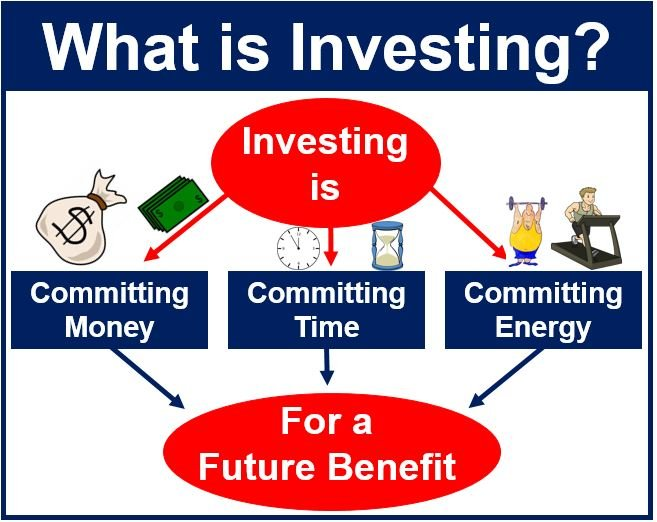 What is Investing?
Investing
is
Committing
Money
Committing
Time
Committing
Energy
For a
Future Benefit